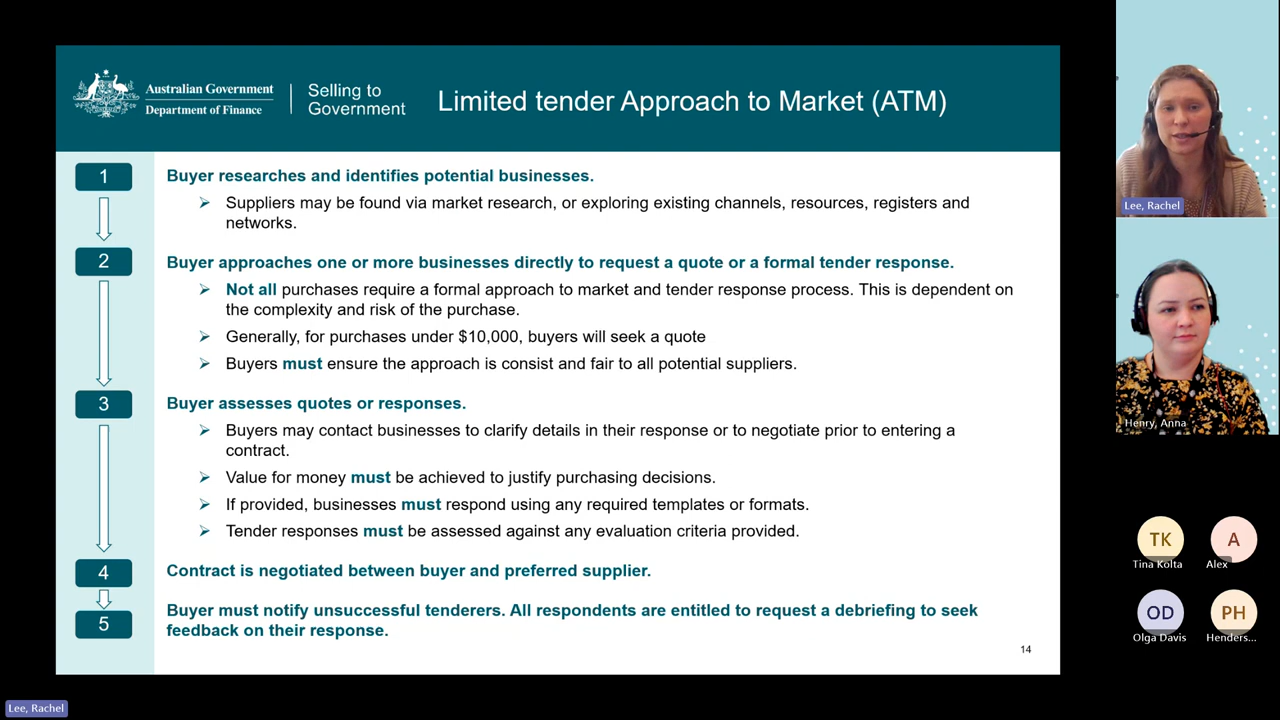 Australian Government
Department of Finance
Selling to
Government
Limited tender Approach to Market (ATM)
1
Buyer researches and identifies potential businesses.
Suppliers may be found via market research, or exploring existing channels, resources, registers and
networks.
2
Buyer approaches one or more businesses directly to request a quote or a formal tender response.
Not all purchases require a formal approach to market and tender response process. This is dependent on
the complexity and risk of the purchase.
Generally, for purchases under $10,000, buyers will seek a quote
Buyers must ensure the approach is consist and fair to all potential suppliers.
3
Buyer assesses quotes or responses.
Buyers may contact businesses to clarify details in their response or to negotiate prior to entering a
contract.
Value for money must be achieved to justify purchasing decisions.
If provided, businesses must respond using any required templates or formats.
Tender responses must be assessed against any evaluation criteria provided.
4
Contract is negotiated between buyer and preferred supplier.
5
Buyer must notify unsuccessful tenderers. All respondents are entitled to request a debriefing to seek
feedback on their response.
14
Lee, Rachel
Henry, Anna
TK
Tina Kolta
A
Alex
OD
Olga Davis
PH
Henders...
Lee, Rachel